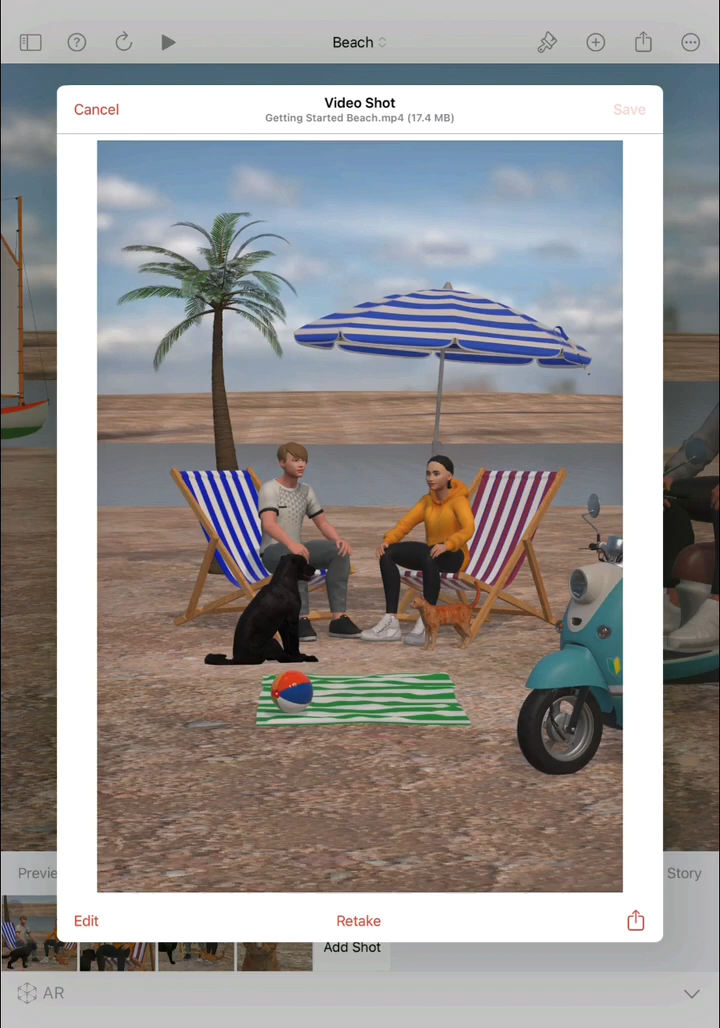 Beach
Cancel
Video Shot
Save
Getting Started Beach.mp4 (17.4 MB)
Previe
Story
Edit
Retake
Add Shot
AR